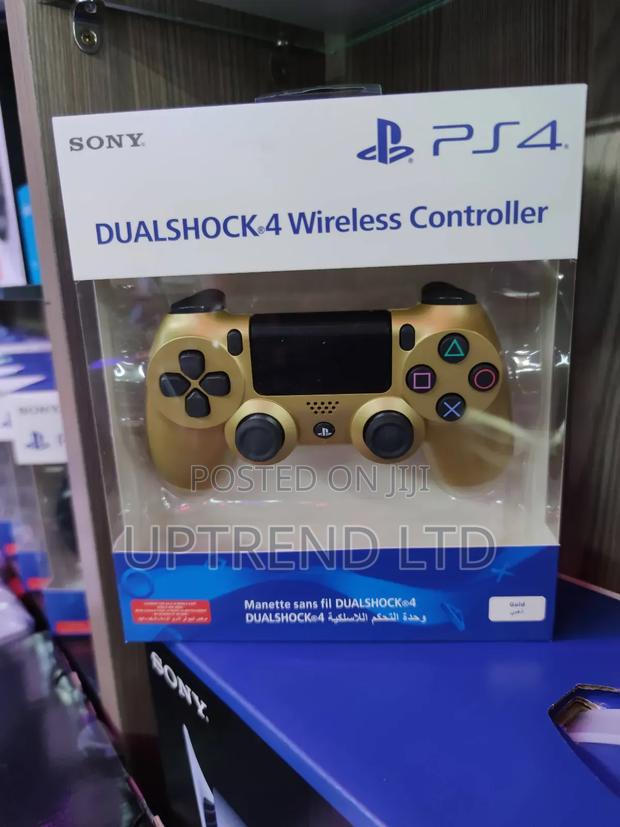 SONY
PS4
DUALSHOCK®4 Wireless Controller
POSTED ON JIJI
UPTREND LTD
Manette sans fil DUALSHOCK®4
وحدة التحكم اللاسلكية DUALSHOCK®4
Gold
ذهبي
SONY
SONY